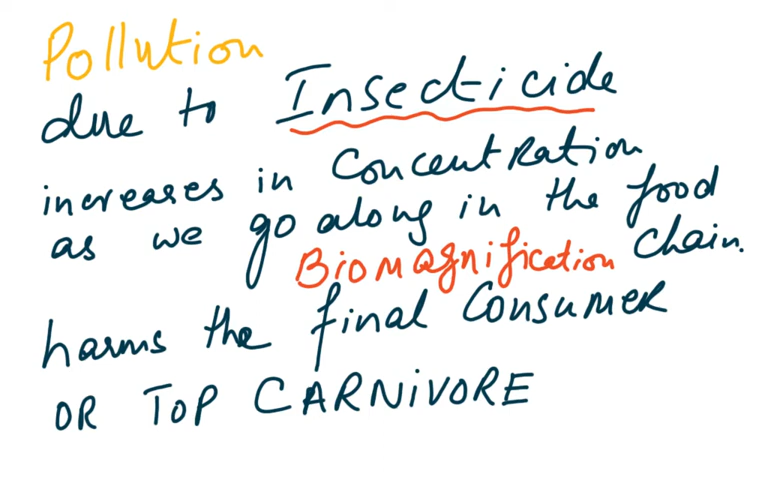 Pollution
due to Insecticide
increases in concentration
as we go along in the food
Biomagnification chain.
harms the final consumer
OR TOP CARNiVORE